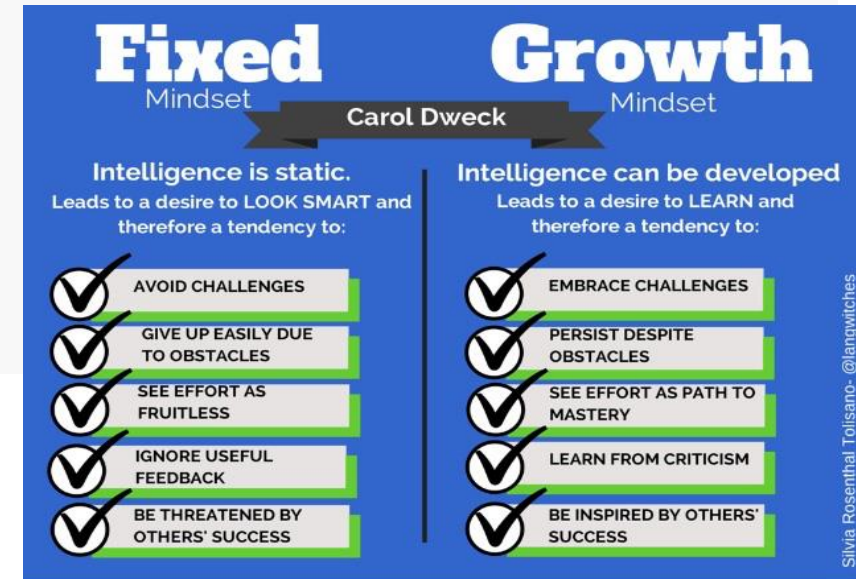 Fixed
Mindset
Growth
Mindset
Carol Dweck
Intelligence is static.
Leads to a desire to LOOK SMART and
therefore a tendency to:
AVOID CHALLENGES
GIVE UP EASILY DUE
TO OBSTACLES
SEE EFFORT AS
FRUITLESS
IGNORE USEFUL
FEEDBACK
BE THREATENED BY
OTHERS' SUCCESS
Intelligence can be developed
Leads to a desire to LEARN and
therefore a tendency to:
EMBRACE CHALLENGES
PERSIST DESPITE
OBSTACLES
SEE EFFORT AS PATH TO
MASTERY
LEARN FROM CRITICISM
BE INSPIRED BY OTHERS'
SUCCESS
Silvia Rosenthal Tolisano- @langwitches